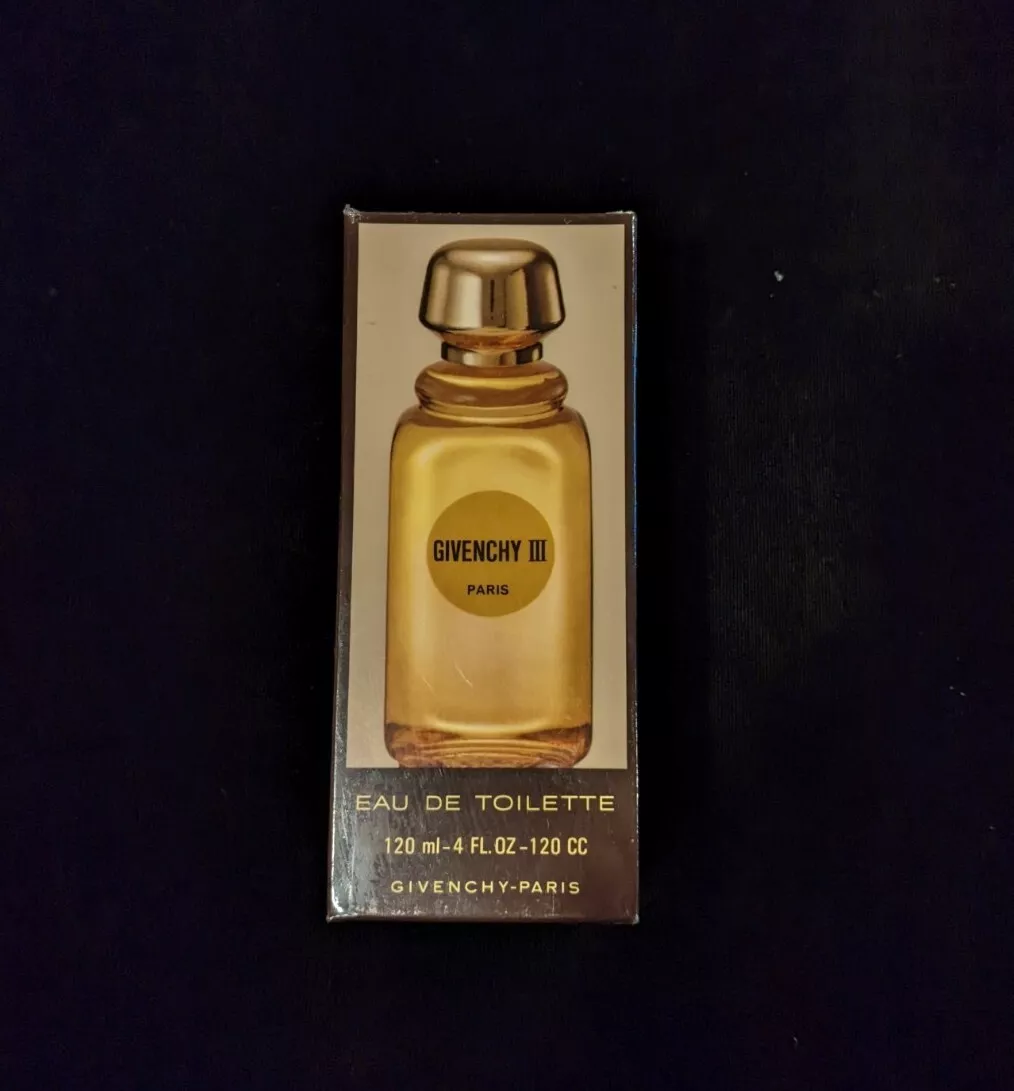 GIVENCHY III
PARIS
EAU DE TOILETTE
120 ml-4 FL.OZ-120 CC
GIVENCHY-PARIS